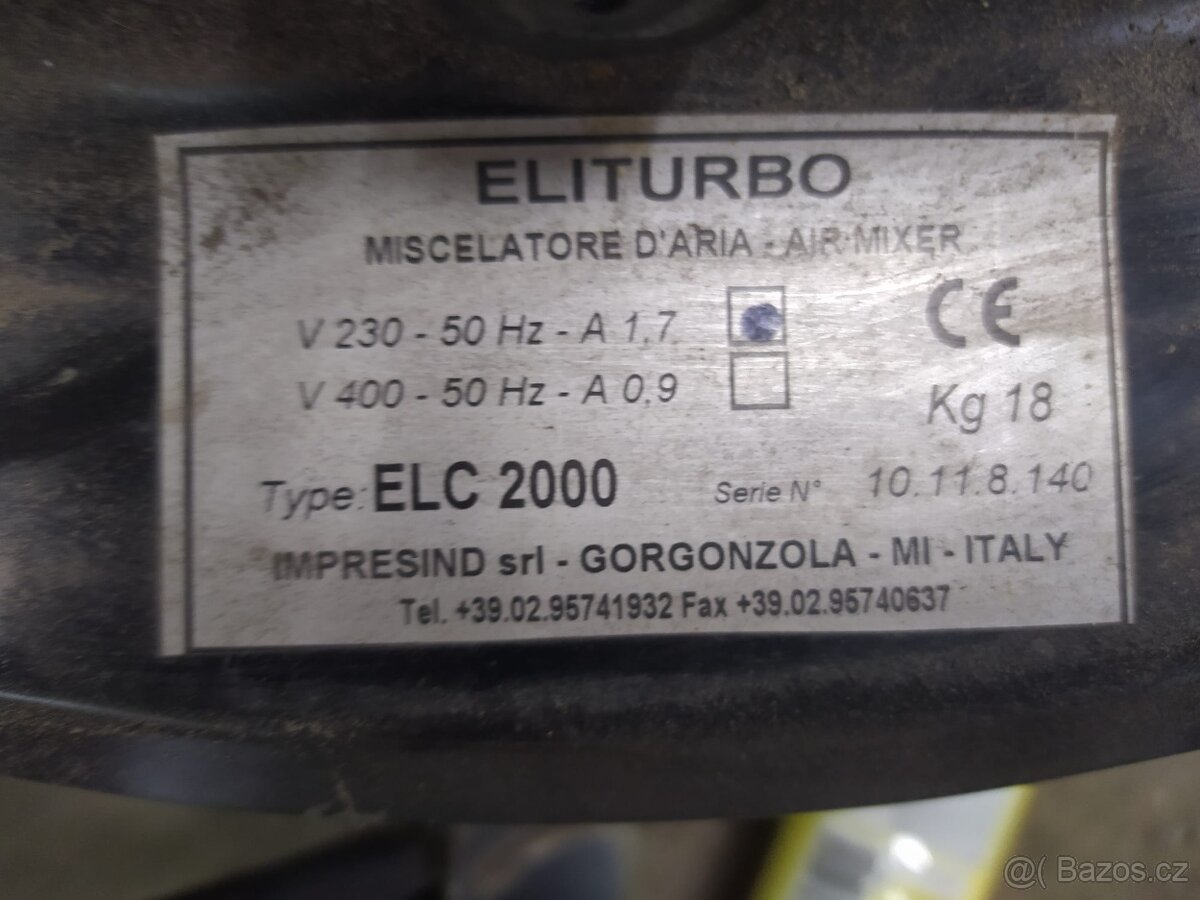 ELITURBO
MISCELATORE D'ARIA - AIR MIXER
V 230 - 50 Hz - A 1,7
V 400 - 50 Hz - A 0,9
CE
Kg 18
Type: ELC 2000 Serie N° 10.11.8.140
IMPRESIND srl - GORGONZOLA - MI - ITALY
Tel. +39.02.95741932 Fax +39.02.95740637
@( Bazos.cz